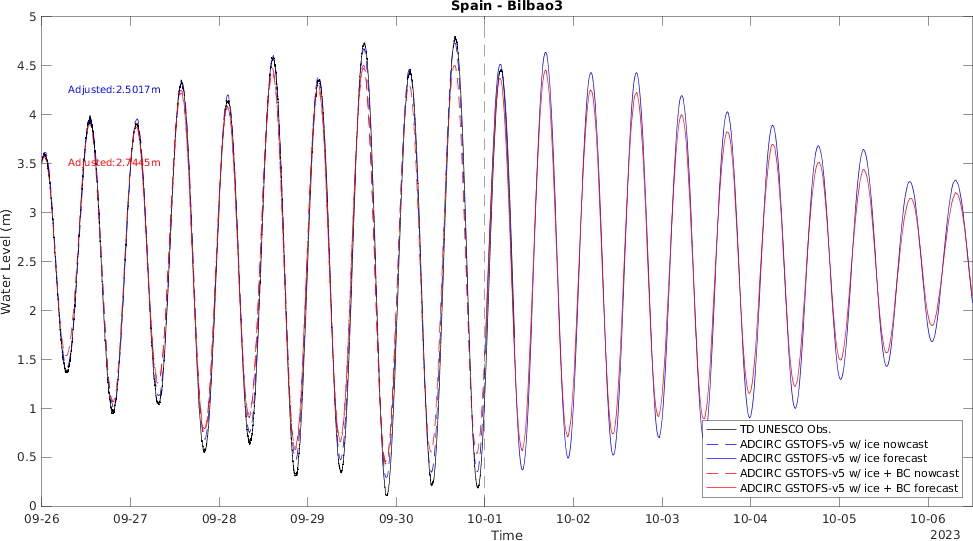 Spain - Bilbao3
Water Level (m)
5
4.5
4
3.5
3
2.5
2
1.5
1
0.5
0
Adjusted:2.5017m
Adjusted:2.7445m
TD UNESCO Obs.
ADCIRC GSTOFS-v5 w/ ice nowcast
ADCIRC GSTOFS-v5 w/ ice forecast
ADCIRC GSTOFS-v5 w/ ice + BC nowcast
ADCIRC GSTOFS-v5 w/ ice + BC forecast
09-26 09-27 09-28 09-29 09-30 10-01 10-02 10-03 10-04 10-05 10-06
2023
Time